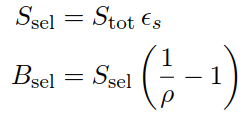 S_sel = S_tot ϵ_s
B_sel = S_sel (1/ρ − 1)